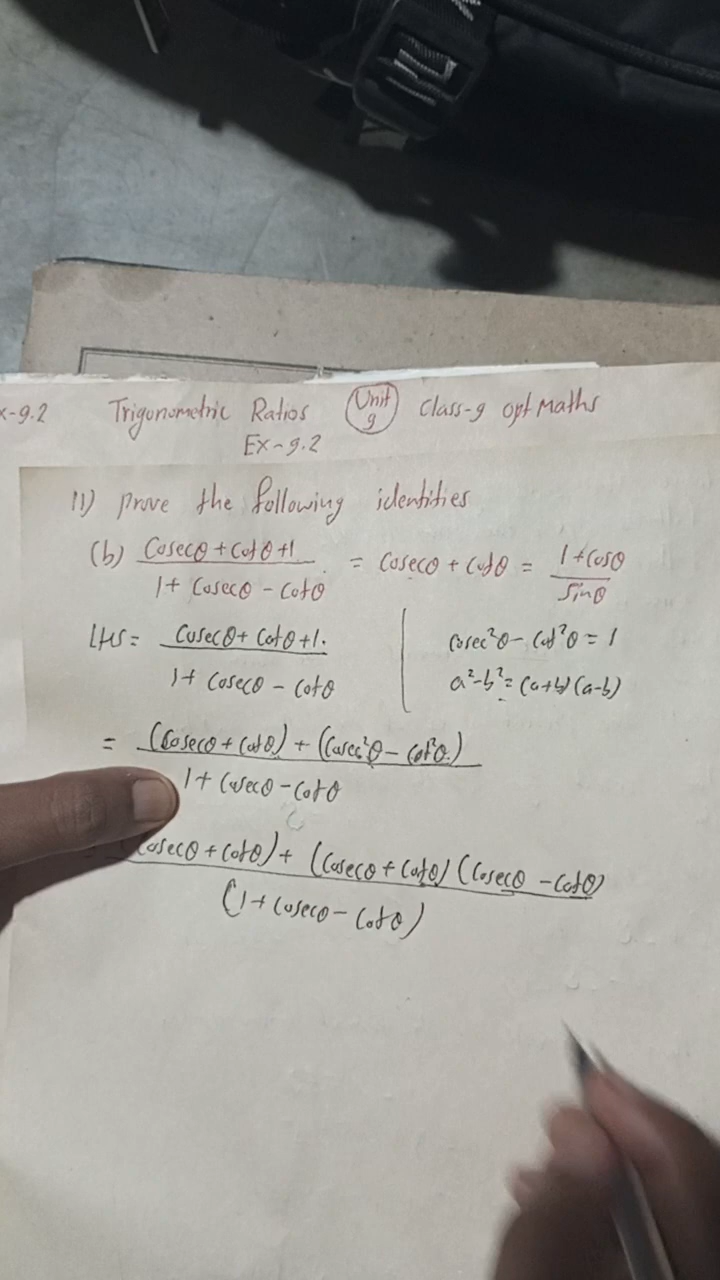 x-9.2 Trigonometric Ratios Unit 9 Class-9 opt Maths
Ex-9.2
11) prove the following identities
(b) Cosecθ + Cotθ +1 / 1 + Cosecθ - Cotθ = Cosecθ + Cotθ = 1 + Cosθ / Sinθ
LHS = Cosecθ + Cotθ +1. / 1 + Cosecθ - Cotθ
Cosec²θ - Cot²θ = 1
a²-b² = (a+b)(a-b)
= (Cosecθ + Cotθ) + (Cosec²θ - Cot²θ) / 1 + Cosecθ - Cotθ
Cosecθ + Cotθ) + (Cosecθ + Cotθ) (Cosecθ - Cotθ) / (1 + Cosecθ - Cotθ)